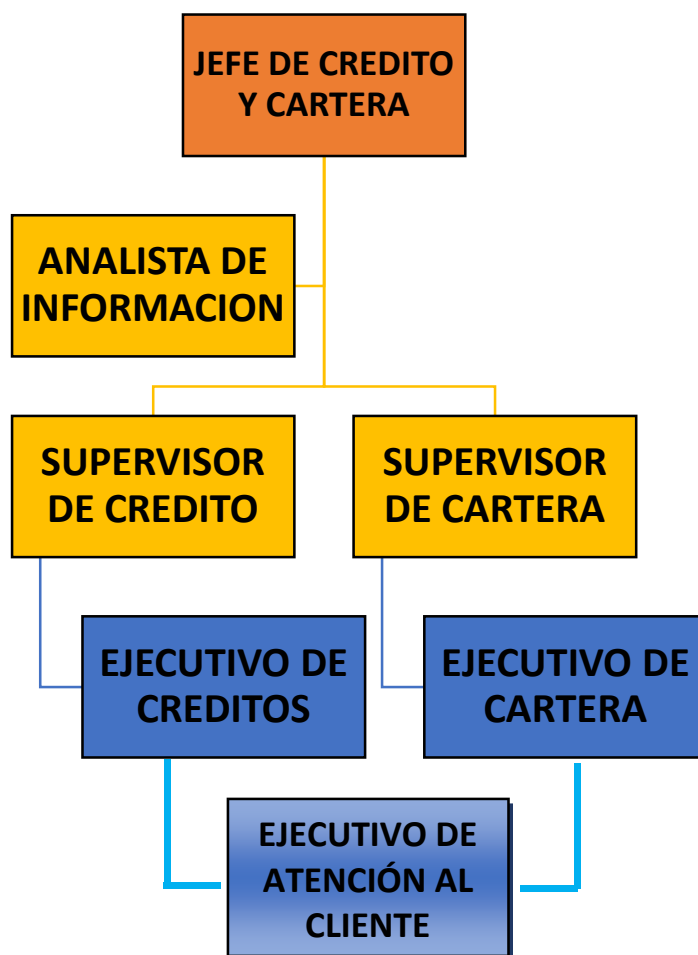 JEFE DE CREDITO
Y CARTERA
ANALISTA DE
INFORMACION
SUPERVISOR
DE CREDITO
SUPERVISOR
DE CARTERA
EJECUTIVO DE
CREDITOS
EJECUTIVO DE
CARTERA
EJECUTIVO DE
ATENCIÓN AL
CLIENTE